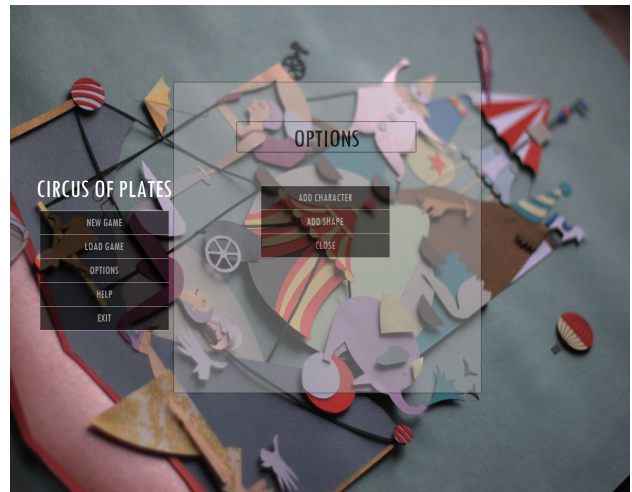 OPTIONS
CIRCUS OF PLATES
NEW GAME
LOAD GAME
OPTIONS
HELP
EXIT
ADD CHARACTER
ADD SHAPE
CLOSE